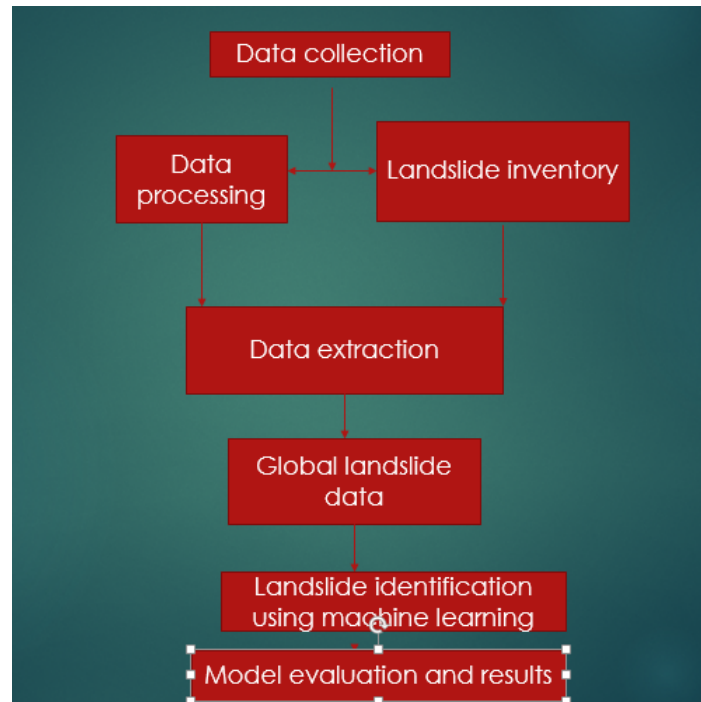 Data collection
Data
processing
Landslide inventory
Data extraction
Global landslide
data
Landslide identification
using machine learning
Model evaluation and results